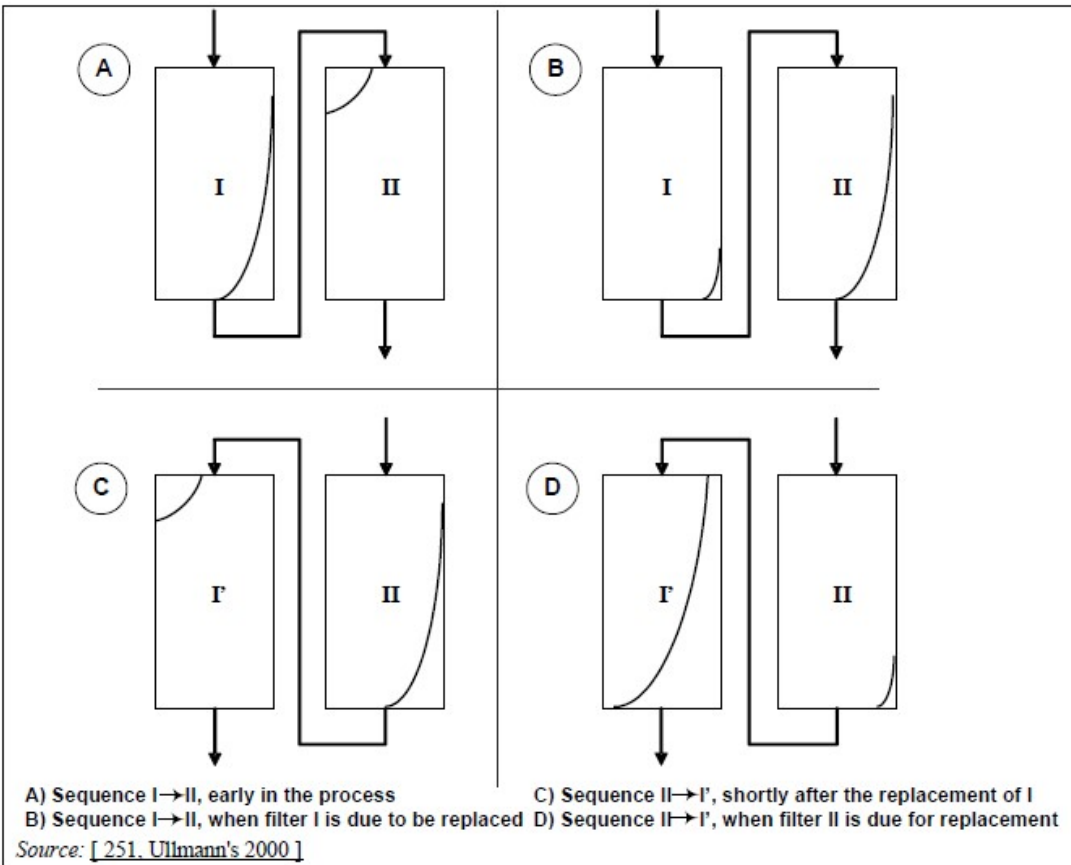 A
B
I
II
I
II
C
D
I’
II
I’
II
A) Sequence I→II, early in the process
B) Sequence I→II, when filter I is due to be replaced
C) Sequence II→I’, shortly after the replacement of I
D) Sequence II→I’, when filter II is due for replacement
Source: [ 251, Ullmann's 2000 ]